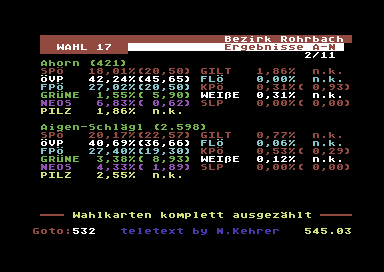 Bezirk Rohrbach
WAHL 17 Ergebnisse A-N
2/11
Ahorn (421)
SPö 18,01%(20,50) GILT 1,86% n.k.
ÖVP 42,24%(45,65) FLö 0,00% n.k.
FPö 27,02%(20,50) KPö 0,31%( 0,93)
GRÜNE 1,55%( 5,90) WEIẞE 0,31% n.k.
NEOS 6,83%( 0,62) SLP 0,00%( 0,00)
PILZ 1,86% n.k.
Aigen-Schlägl (2.598)
SPö 20,17%(22,57) GILT 0,77% n.k.
ÖVP 40,69%(36,66) FLö 0,06% n.k.
FPö 27,40%(19,30) KPö 0,53%( 0,29)
GRÜNE 3,38%( 8,93) WEIẞE 0,12% n.k.
NEOS 4,33%( 1,89) SLP 0,00%( 0,00)
PILZ 2,55% n.k.
Wahlkarten komplett ausgezählt
Goto:532 teletext by N.Kehrer 545.03